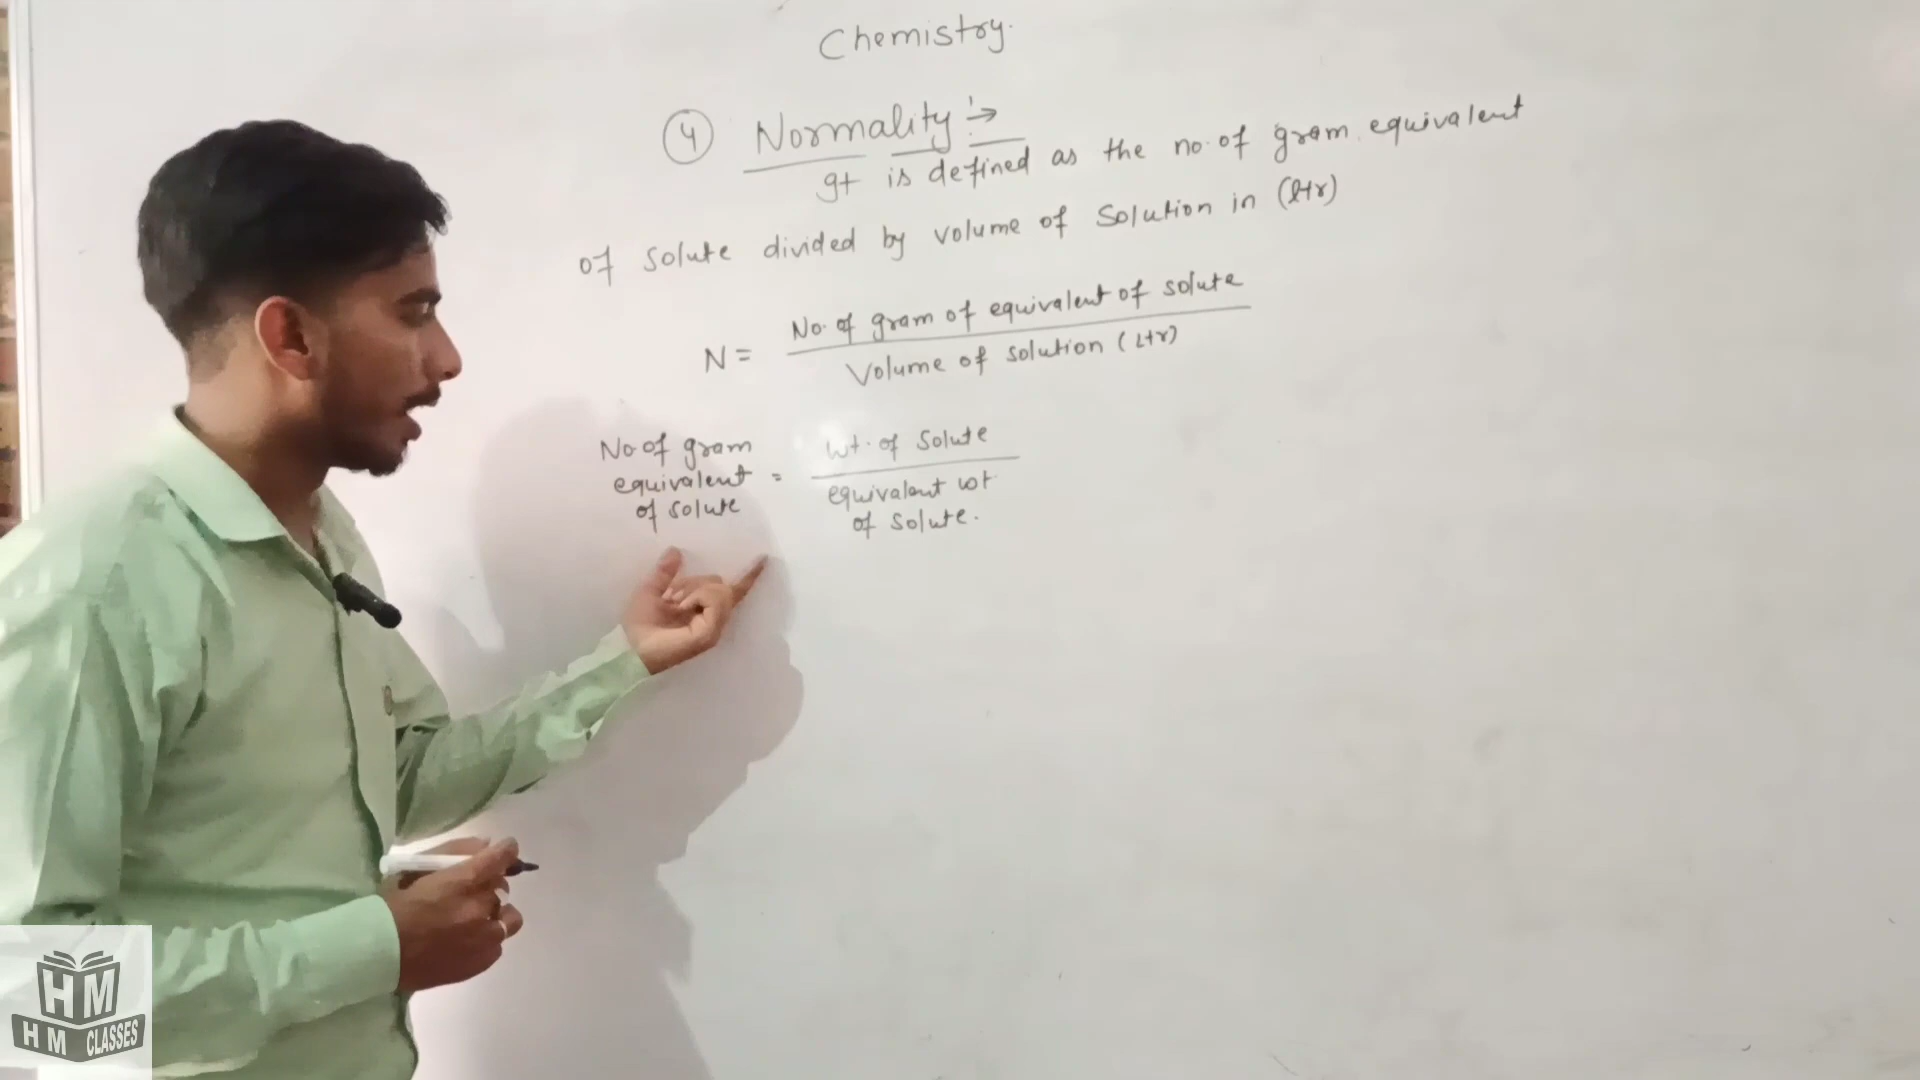 Chemistry.
④ Normality :→
It is defined as the no. of gram equivalent
of solute divided by volume of solution in (ltr)
N = No. of gram of equivalent of solute
Volume of solution (Ltr)
No of gram equivalent of solute = wt. of solute
equivalent wt of solute.
HM
HM CLASSES